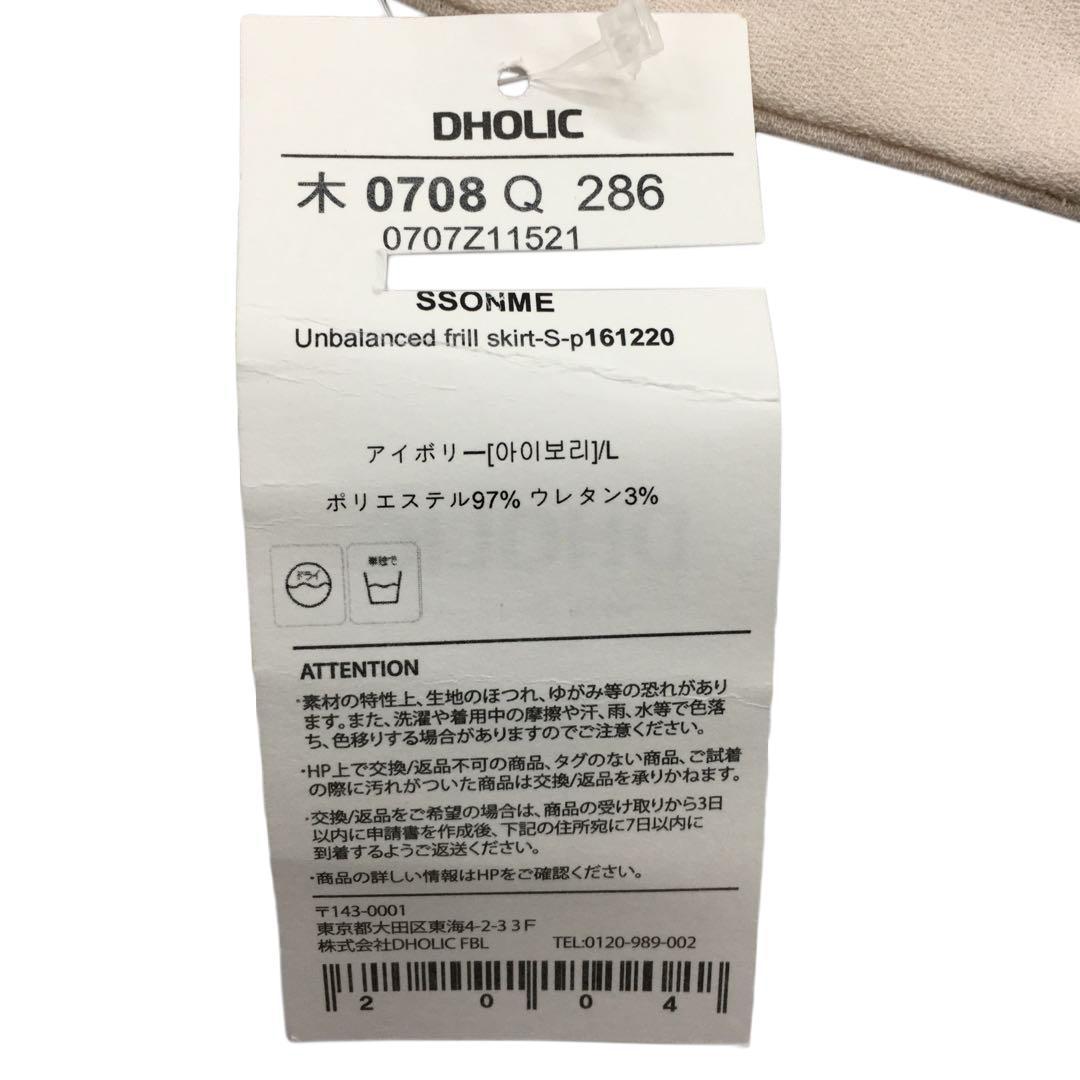 DHOLIC
木 0708 Q 286
0707Z11521
SSONME
Unbalanced frill skirt-S-p161220
アイボリー[아이보리]/L
ポリエステル97% ウレタン3%
ドライ
単独で
ATTENTION
・素材の特性上、生地のほつれ、ゆがみ等の恐れがあり
ます。また、洗濯や着用中の摩擦や汗、雨、水等で色落
ち、色移りする場合がありますのでご注意ください。
・HP上で交換/返品不可の商品、タグのない商品、ご試着
の際に汚れがついた商品は交換/返品を承りかねます。
・交換/返品をご希望の場合は、商品の受け取りから3日
以内に申請書を作成後、下記の住所宛に7日以内に
到着するようご返送ください。
・商品の詳しい情報はHPをご確認ください。
〒143-0001
東京都大田区東海4-2-3 3F
株式会社DHOLIC FBL TEL:0120-989-002
2 0 0 4